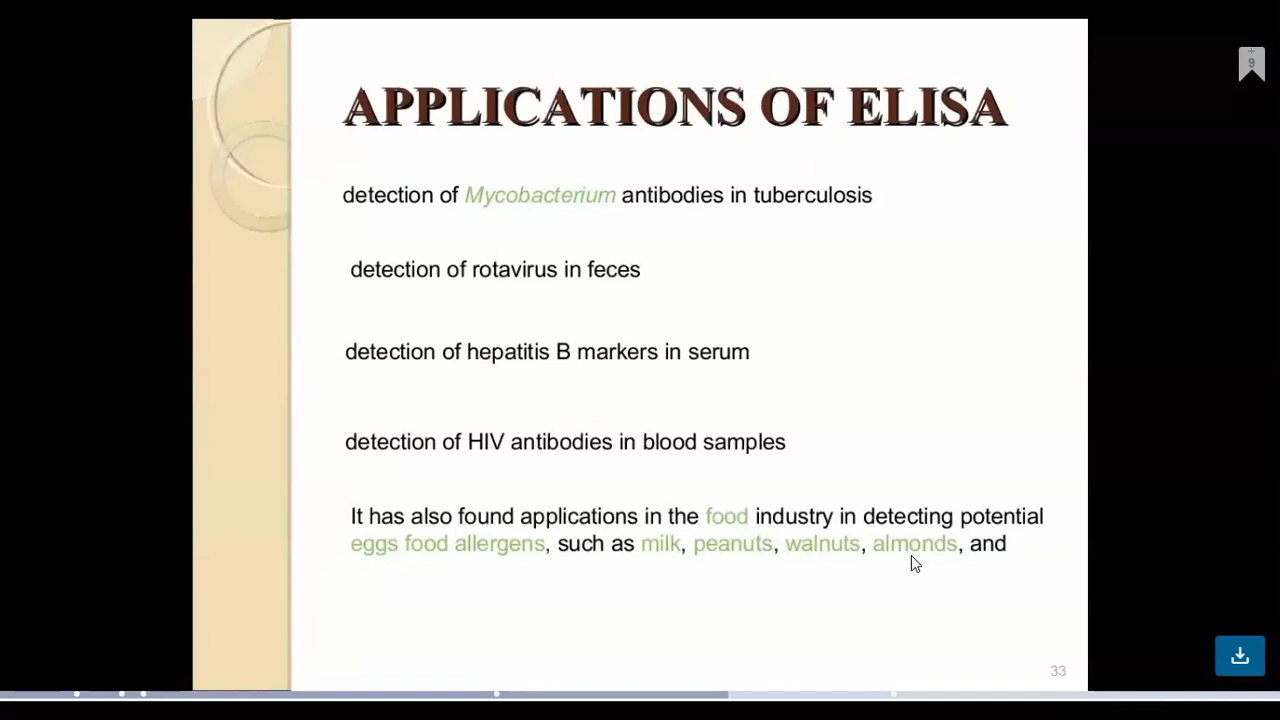 APPLICATIONS OF ELISA
detection of Mycobacterium antibodies in tuberculosis
detection of rotavirus in feces
detection of hepatitis B markers in serum
detection of HIV antibodies in blood samples
It has also found applications in the food industry in detecting potential
eggs food allergens, such as milk, peanuts, walnuts, almonds, and
33
+
9